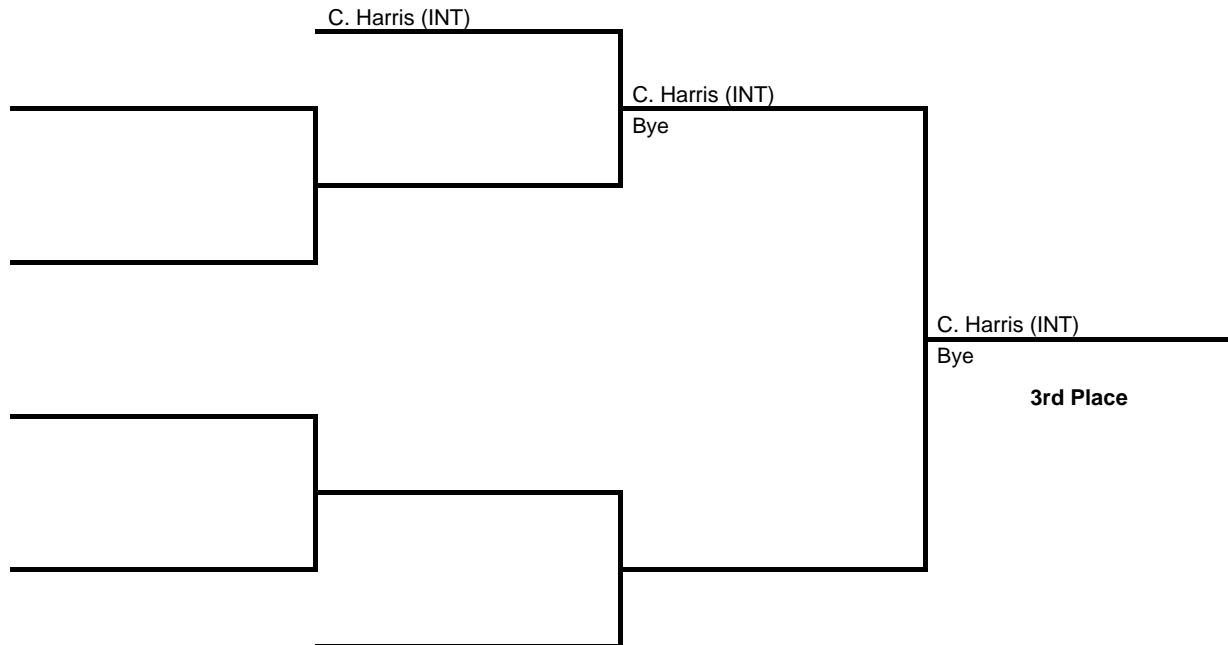 C. Harris (INT)
C. Harris (INT)
Bye
C. Harris (INT)
Bye
3rd Place